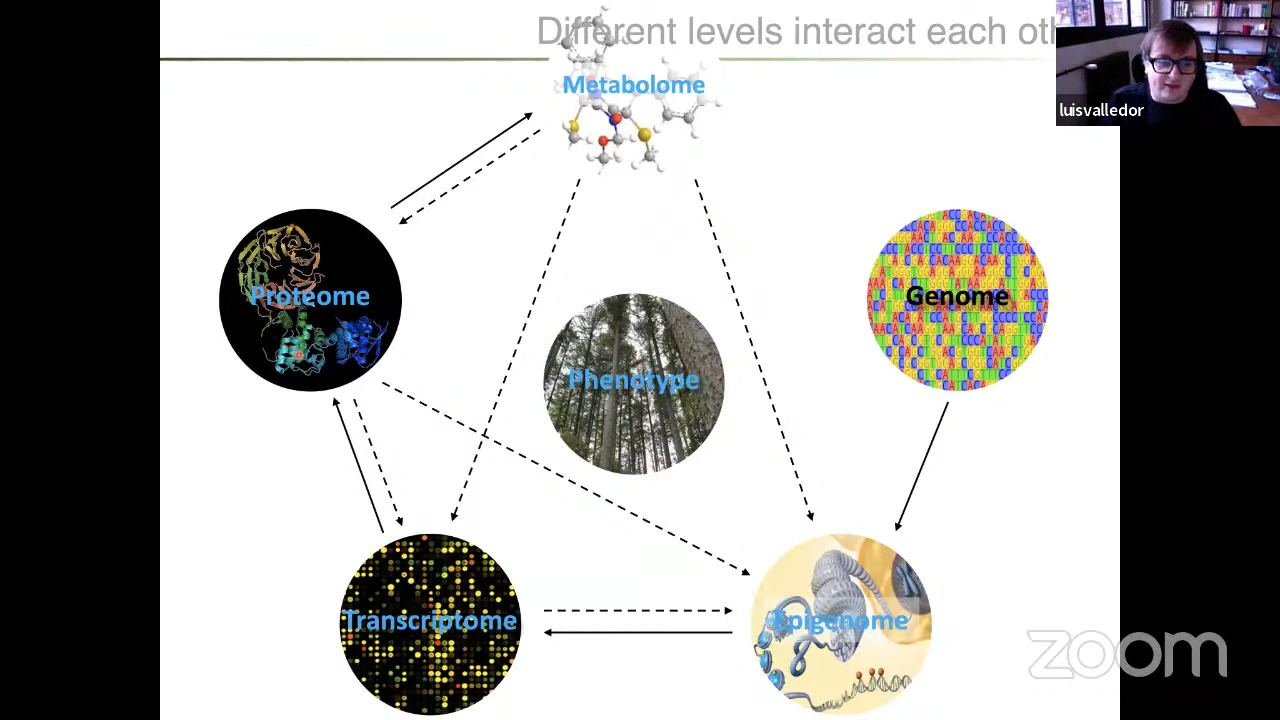 Different levels interact each oth
luisvalledor
Metabolome
Proteome
Genome
Phenotype
Transcriptome
Epigenome
zoom